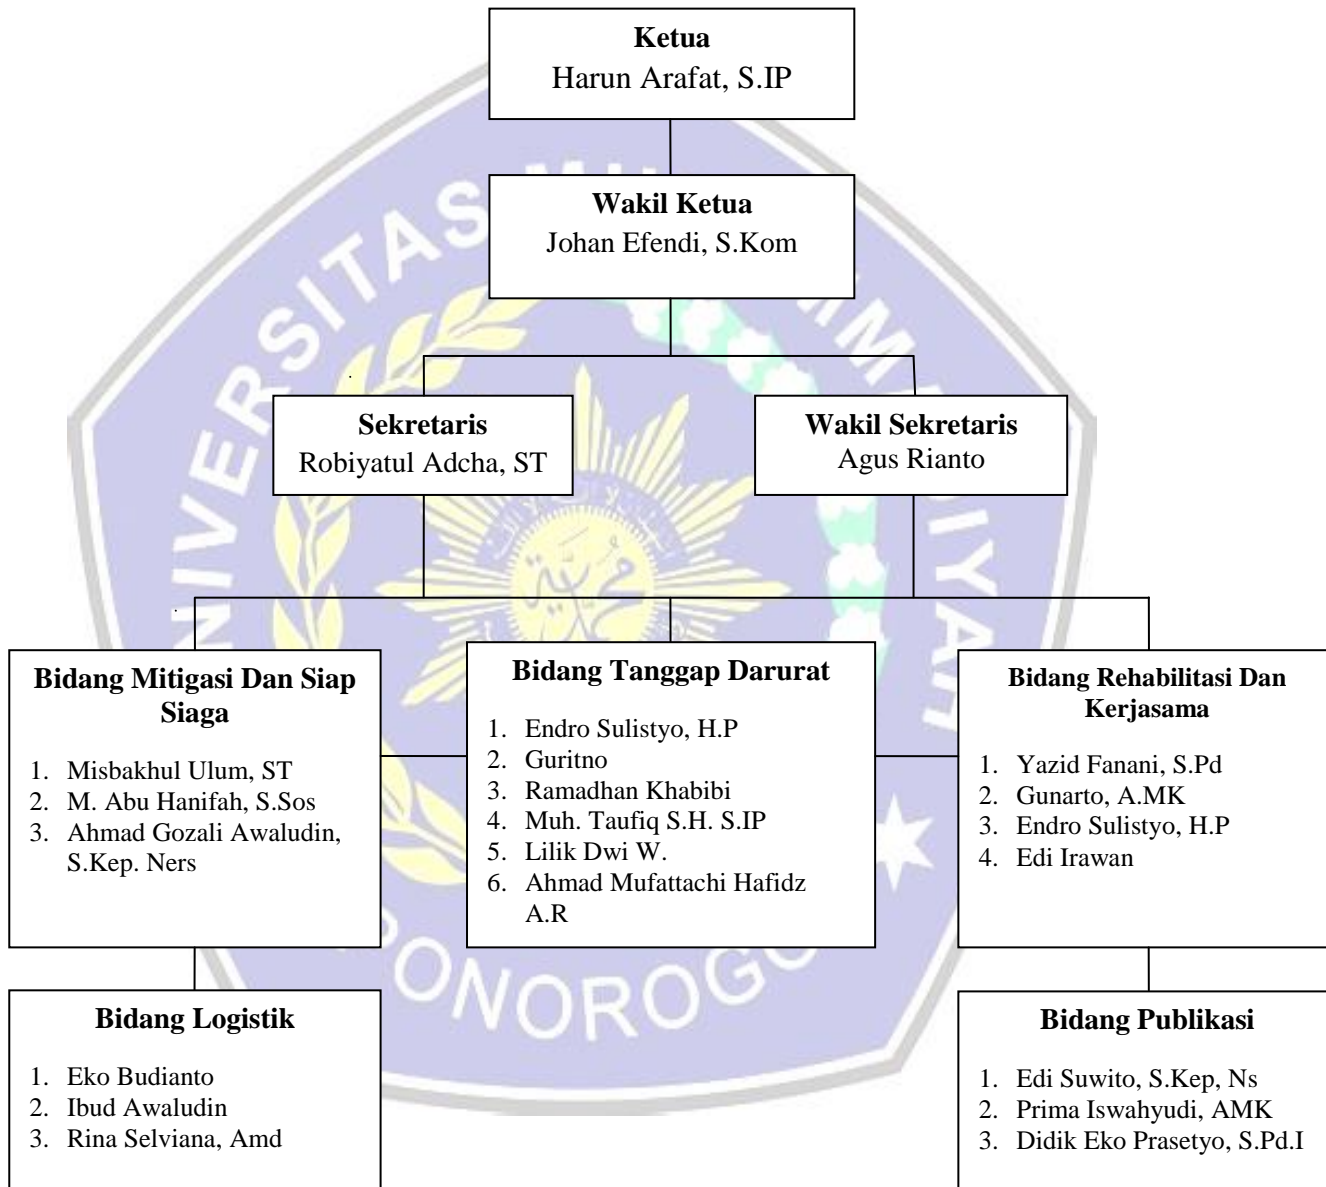 Ketua
Harun Arafat, S.IP
Wakil Ketua
Johan Efendi, S.Kom
Sekretaris
Robiyatul Adcha, ST
Wakil Sekretaris
Agus Rianto
Bidang Mitigasi Dan Siap
Siaga
1. Misbakhul Ulum, ST
2. M. Abu Hanifah, S.Sos
3. Ahmad Gozali Awaludin,
S.Kep. Ners
Bidang Tanggap Darurat
1. Endro Sulistyo, H.P
2. Guritno
3. Ramadhan Khabibi
4. Muh. Taufiq S.H. S.IP
5. Lilik Dwi W.
6. Ahmad Mufattachi Hafidz
A.R
Bidang Rehabilitasi Dan
Kerjasama
1. Yazid Fanani, S.Pd
2. Gunarto, A.MK
3. Endro Sulistyo, H.P
4. Edi Irawan
Bidang Logistik
1. Eko Budianto
2. Ibud Awaludin
3. Rina Selviana, Amd
Bidang Publikasi
1. Edi Suwito, S.Kep, Ns
2. Prima Iswahyudi, AMK
3. Didik Eko Prasetyo, S.Pd.I
محمدية